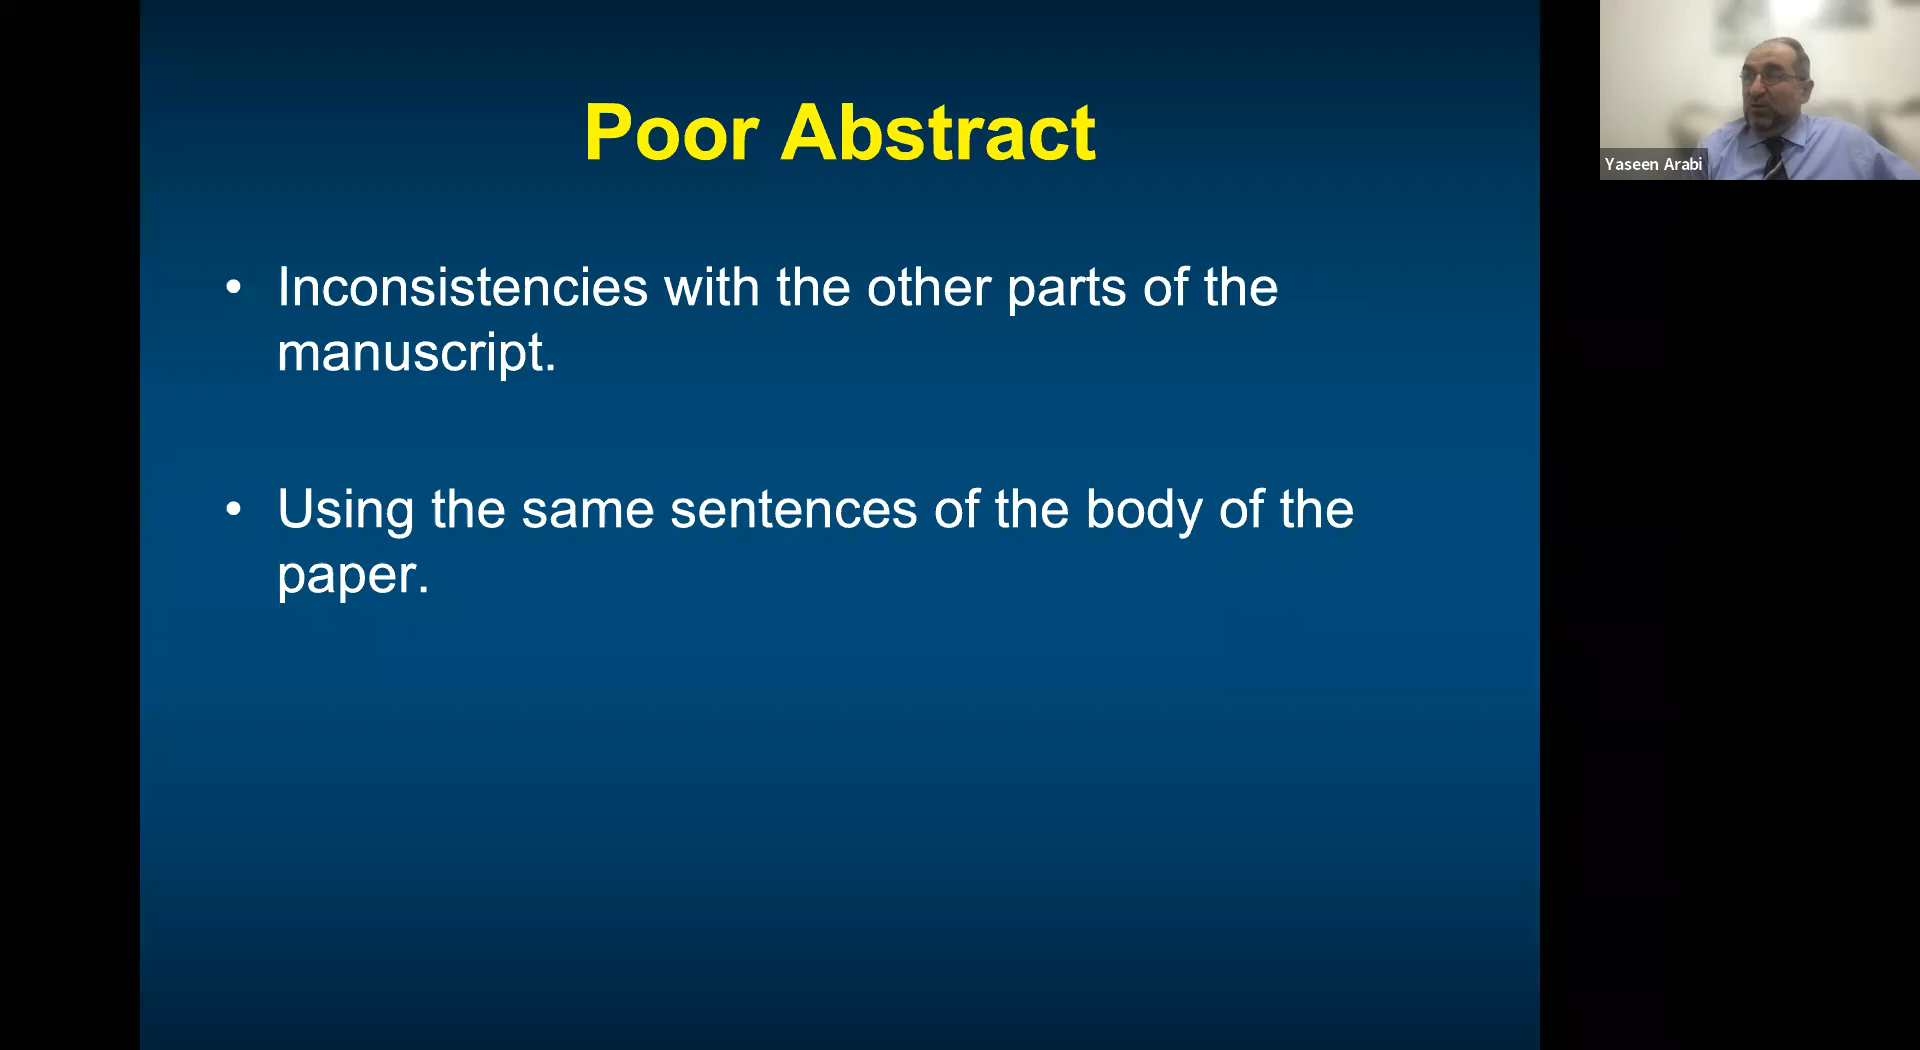 Poor Abstract
• Inconsistencies with the other parts of the
manuscript.
• Using the same sentences of the body of the
paper.
Yaseen Arabi